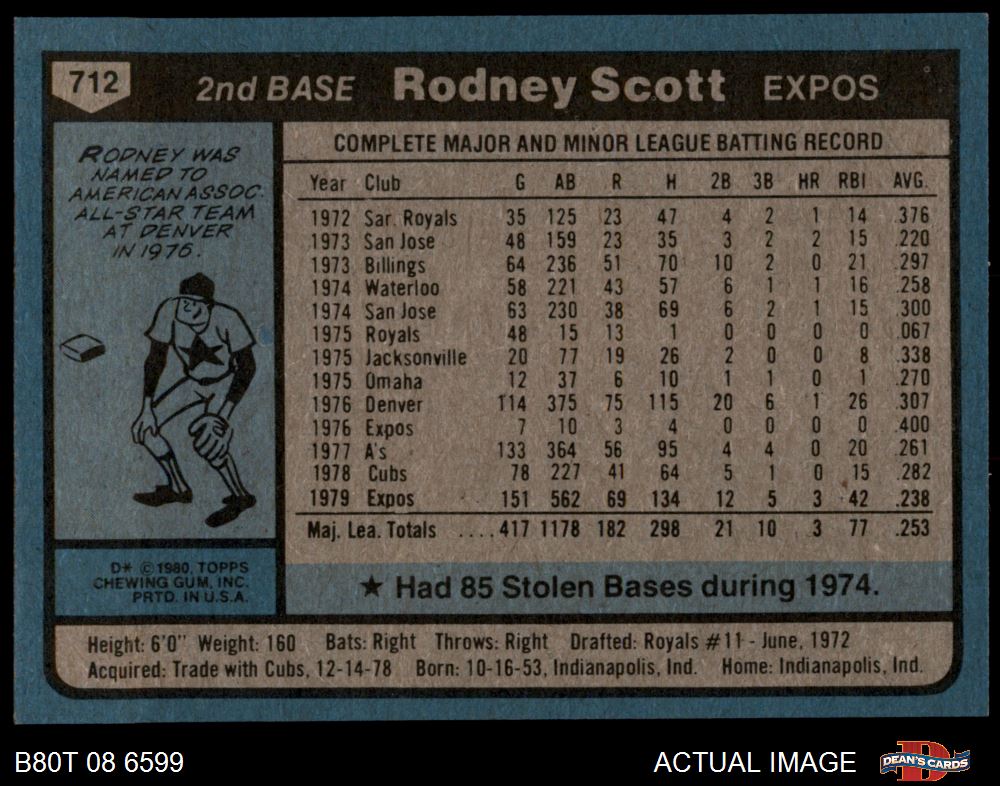 712
2nd BASE Rodney Scott EXPOS
RODNEY WAS
NAMED TO
AMERICAN ASSOC.
ALL-STAR TEAM
AT DENVER
IN 1976.
D* © 1980, TOPPS
CHEWING GUM, INC.
PRTD. IN U.S.A.
COMPLETE MAJOR AND MINOR LEAGUE BATTING RECORD
Year Club G AB R H 2B 3B HR RBI AVG.
1972 Sar. Royals 35 125 23 47 4 2 1 14 .376
1973 San Jose 48 159 23 35 3 2 2 15 .220
1973 Billings 64 236 51 70 10 2 0 21 .297
1974 Waterloo 58 221 43 57 6 1 1 16 .258
1974 San Jose 63 230 38 69 6 2 1 15 .300
1975 Royals 48 15 13 1 0 0 0 0 .067
1975 Jacksonville 20 77 19 26 2 0 0 8 .338
1975 Omaha 12 37 6 10 1 1 0 1 .270
1976 Denver 114 375 75 115 20 6 1 26 .307
1976 Expos 7 10 3 4 0 0 0 0 .400
1977 A's 133 364 56 95 4 4 0 20 .261
1978 Cubs 78 227 41 64 5 1 0 15 .282
1979 Expos 151 562 69 134 12 5 3 42 .238
Maj. Lea. Totals ....417 1178 182 298 21 10 3 77 .253
★ Had 85 Stolen Bases during 1974.
Height: 6'0" Weight: 160 Bats: Right Throws: Right Drafted: Royals #11 - June, 1972
Acquired: Trade with Cubs, 12-14-78 Born: 10-16-53, Indianapolis, Ind. Home: Indianapolis, Ind.
B80T 08 6599
ACTUAL IMAGE
D
DEAN'S CARDS